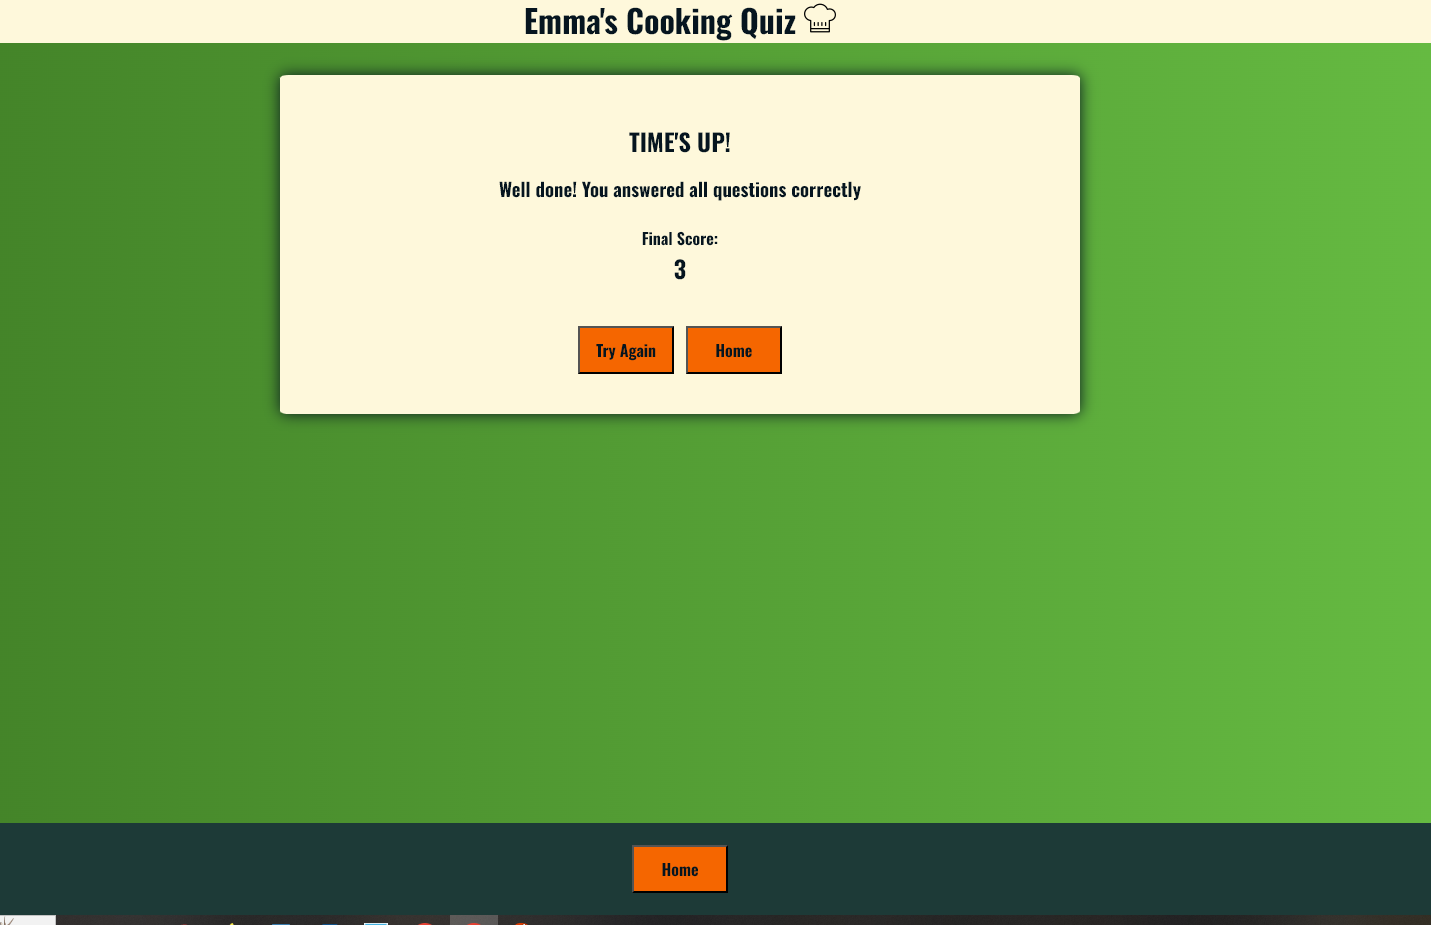 Emma's Cooking Quiz
TIME'S UP!
Well done! You answered all questions correctly
Final Score:
3
Try Again
Home
Home